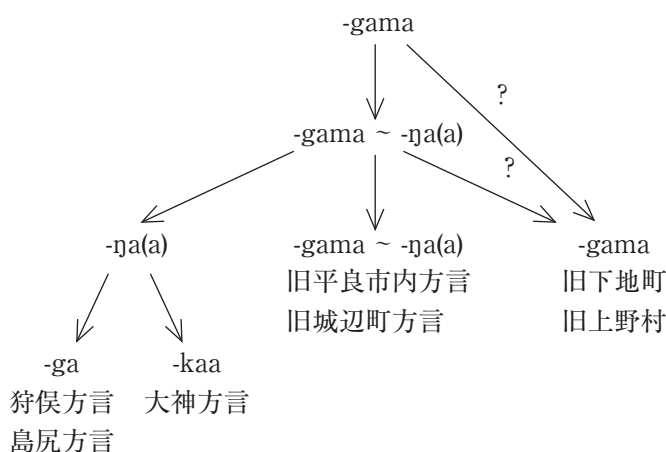 -gama
?
-gama ~ -ŋa(a)
?
-ŋa(a)
-gama ~ -ŋa(a)
旧平良市内方言
旧城辺町方言
-gama
旧下地町
旧上野村
-ga
狩俣方言
島尻方言
-kaa
大神方言